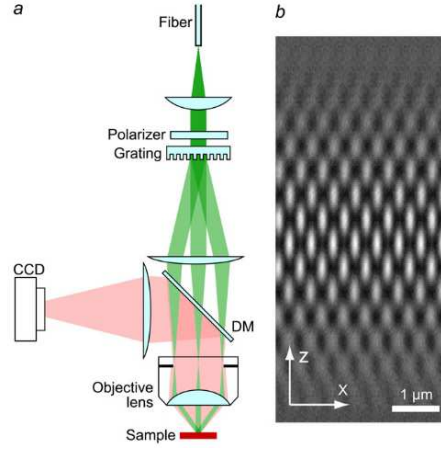 a
b
Fiber
Polarizer
Grating
CCD
DM
Objective
lens
Sample
z
x
1 µm